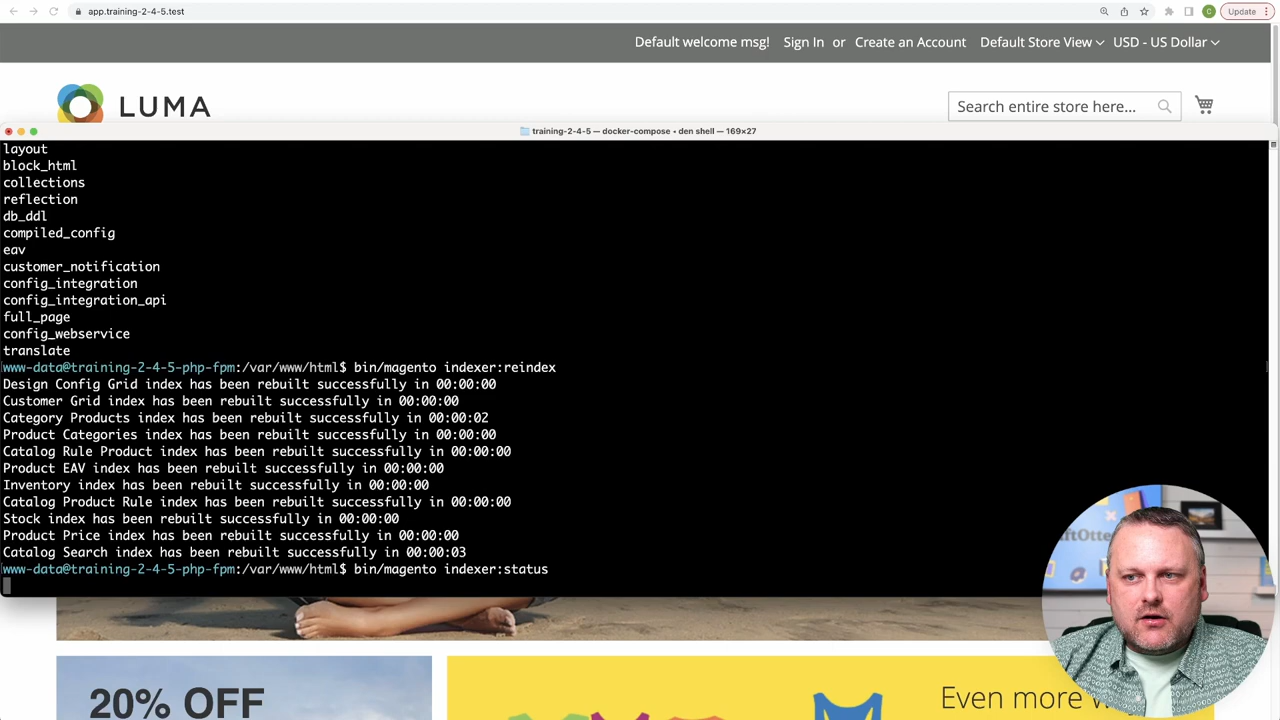 app.training-2-4-5.test
Update
Default welcome msg! Sign In or Create an Account Default Store View USD - US Dollar
LUMA
Search entire store here...
training-2-4-5 — docker-compose • den shell — 169×27
layout
block_html
collections
reflection
db_ddl
compiled_config
eav
customer_notification
config_integration
config_integration_api
full_page
config_webservice
translate
www-data@training-2-4-5-php-fpm:/var/www/html$ bin/magento indexer:reindex
Design Config Grid index has been rebuilt successfully in 00:00:00
Customer Grid index has been rebuilt successfully in 00:00:00
Category Products index has been rebuilt successfully in 00:00:02
Product Categories index has been rebuilt successfully in 00:00:00
Catalog Rule Product index has been rebuilt successfully in 00:00:00
Product EAV index has been rebuilt successfully in 00:00:00
Inventory index has been rebuilt successfully in 00:00:00
Catalog Product Rule index has been rebuilt successfully in 00:00:00
Stock index has been rebuilt successfully in 00:00:00
Product Price index has been rebuilt successfully in 00:00:00
Catalog Search index has been rebuilt successfully in 00:00:03
www-data@training-2-4-5-php-fpm:/var/www/html$ bin/magento indexer:status
20% OFF
Even more